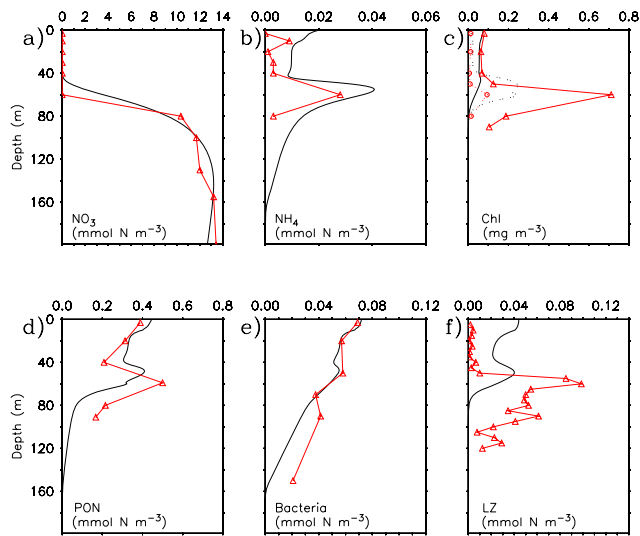 0 2 4 6 8 10 12 14
0.00 0.02 0.04 0.06
0.0 0.2 0.4 0.6 0.8
a)
b)
c)
0
40
80
120
160
Depth (m)
NO3
(mmol N m−3)
NH4
(mmol N m−3)
Chl
(mg m−3)
0.0 0.2 0.4 0.6 0.8
0.00 0.04 0.08 0.12
0.00 0.04 0.08 0.12
d)
e)
f)
0
40
80
120
160
Depth (m)
PON
(mmol N m−3)
Bacteria
(mmol N m−3)
LZ
(mmol N m−3)